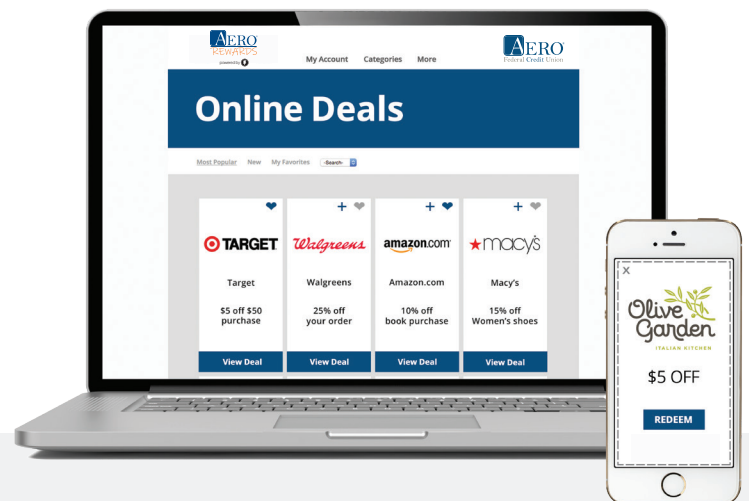 AERO
REWARDS
powered by
My Account Categories More
AERO
Federal Credit Union
Online Deals
Most Popular New My Favorites -Search-
TARGET
Walgreens
amazon.com
macy's
Target
Walgreens
Amazon.com
Macy's
$5 off $50
purchase
25% off
your order
10% off
book purchase
15% off
Women's shoes
View Deal
View Deal
View Deal
View Deal
X
Olive
Garden
ITALIAN KITCHEN
$5 OFF
REDEEM